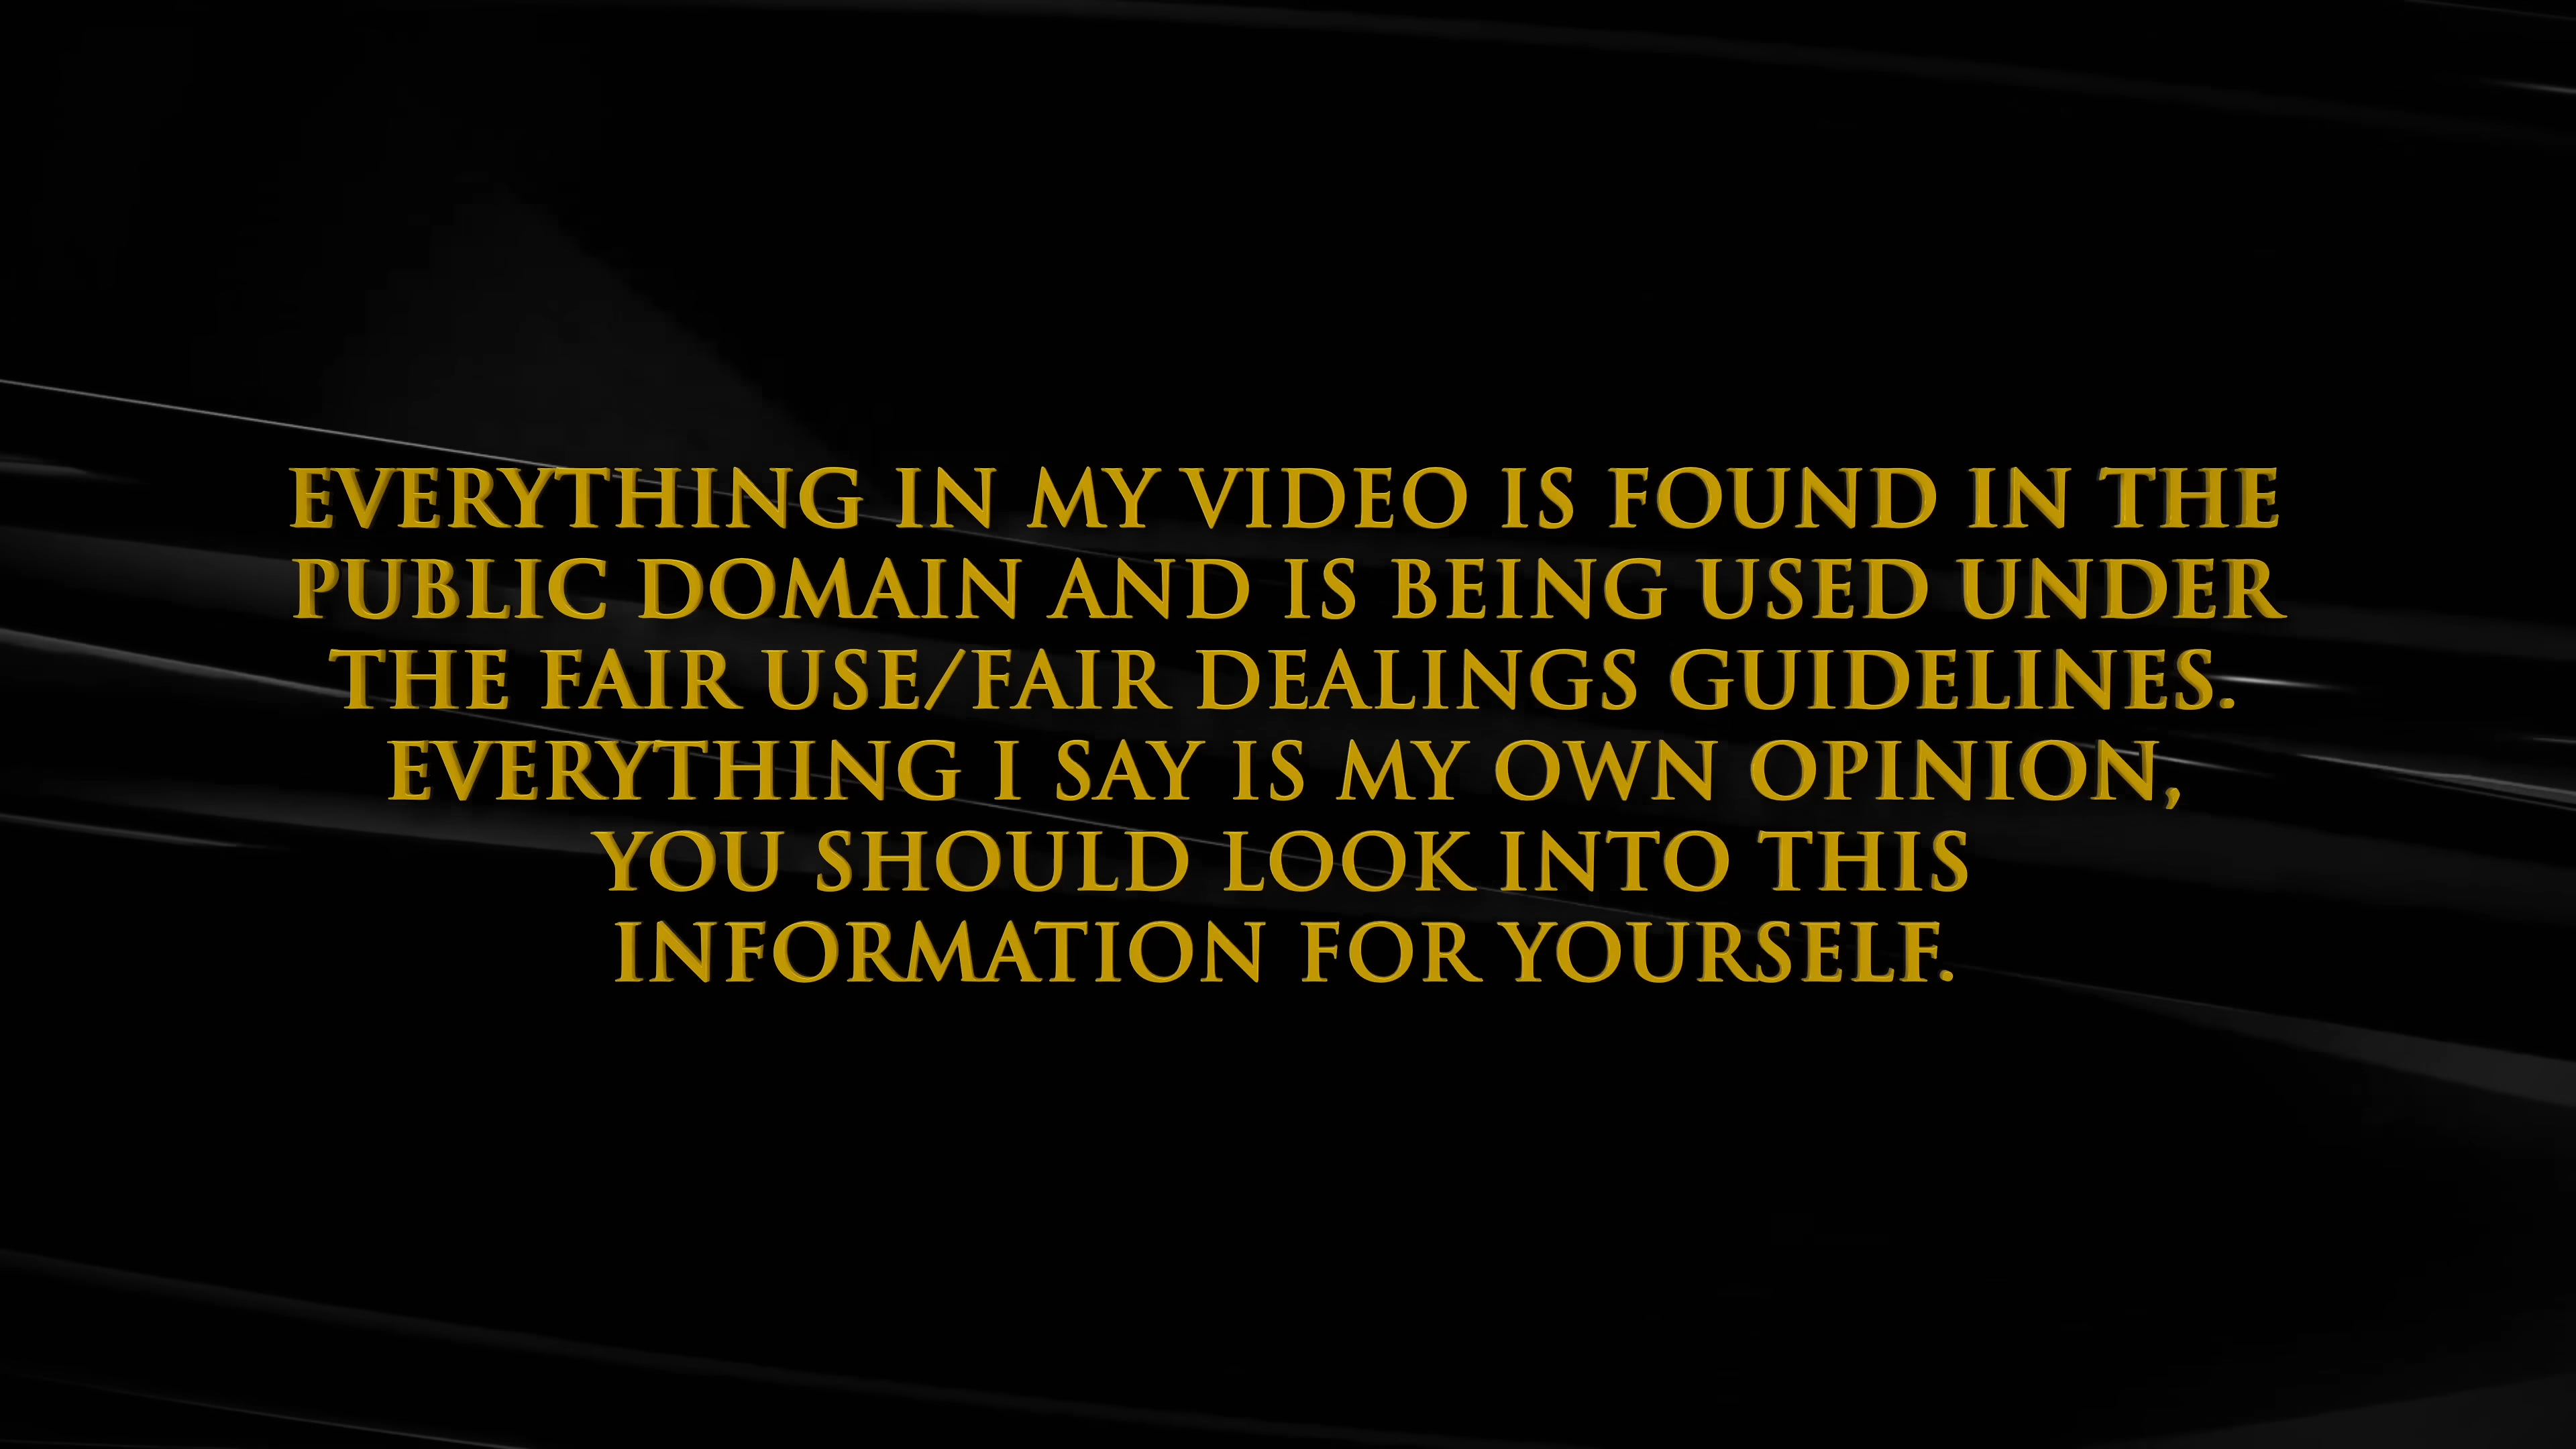 EVERYTHING IN MY VIDEO IS FOUND IN THE
PUBLIC DOMAIN AND IS BEING USED UNDER
THE FAIR USE/FAIR DEALINGS GUIDELINES.
EVERYTHING I SAY IS MY OWN OPINION,
YOU SHOULD LOOK INTO THIS
INFORMATION FOR YOURSELF.